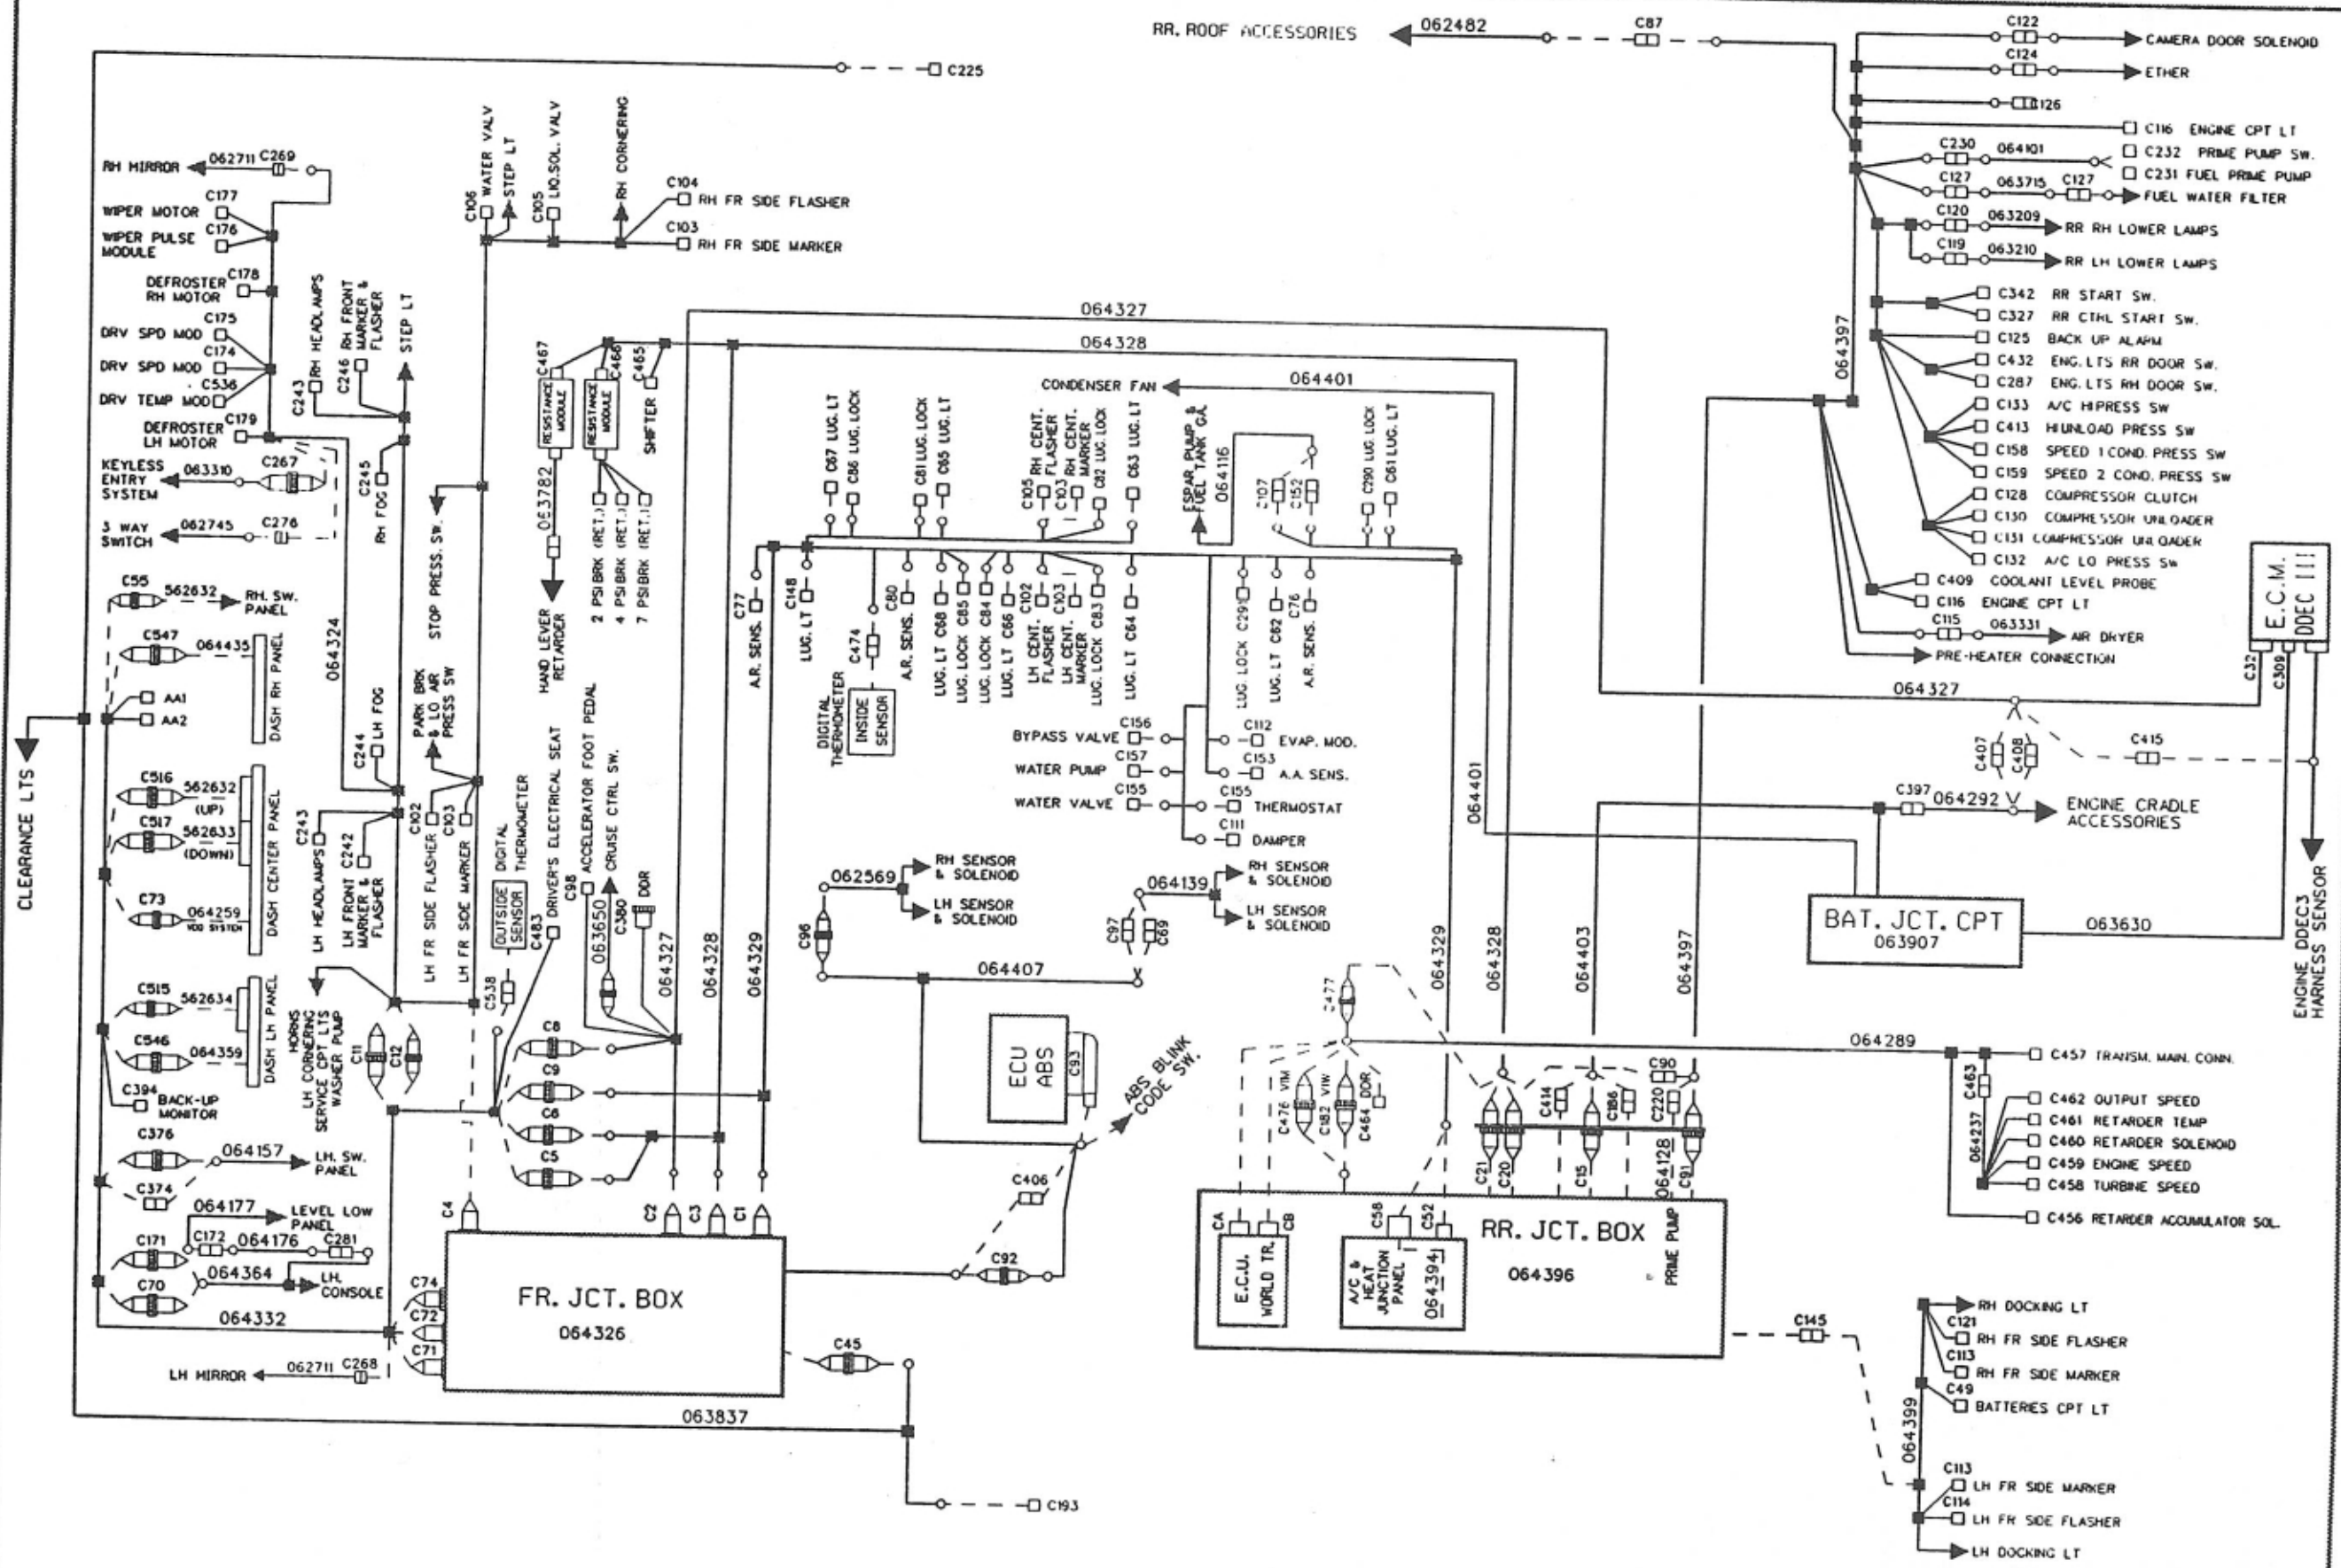 RR. ROOF ACCESSORIES
062482
C87
C122
CAMERA DOOR SOLENOID
C124
ETHER
C126
C116 ENGINE CPT LT
C230
064101
C232 PRIME PUMP SW.
C231 FUEL PRIME PUMP
C127
063715
C127
FUEL WATER FILTER
C120
063209
RR RH LOWER LAMPS
C119
063210
RR LH LOWER LAMPS
C342 RR START SW.
C327 RR CTRL START SW.
C125 BACK UP ALARM
C432 ENG. LTS RR DOOR SW.
C287 ENG. LTS RH DOOR SW.
C133 A/C HIPRESS SW
C413 HIUNLOAD PRESS SW
C158 SPEED 1 COND. PRESS SW
C159 SPEED 2 COND. PRESS SW
C128 COMPRESSOR CLUTCH
C130 COMPRESSOR UNLOADER
C131 COMPRESSOR UNLOADER
C132 A/C LO PRESS SW
C409 COOLANT LEVEL PROBE
C116 ENGINE CPT LT
C115
063331
AIR DRYER
PRE-HEATER CONNECTION
064397
E.C.M.
DDEC III
C32
C309
C225
RH MIRROR
062711
C269
WIPER MOTOR
C177
WIPER PULSE
MODULE
C176
DEFROSTER
RH MOTOR
C178
DRV SPD MOD
C175
DRV SPD MOD
C174
DRV TEMP MOD
C536
DEFROSTER
LH MOTOR
C179
KEYLESS
ENTRY
SYSTEM
063310
C267
3 WAY
SWITCH
062745
C276
C243
RH HEADLAMPS
C246
RH FRONT
MARKER &
FLASHER
STEP LT
C245
RH FOG
C106
WATER VALV
STEP LT
C105
LIQ.SOL. VALV
RH CORNERING
C104
RH FR SIDE FLASHER
C103
RH FR SIDE MARKER
064327
064328
CONDENSER FAN
064401
C467
C466
C465
RESISTANCE
MODULE
RESISTANCE
MODULE
SHIFTER
063782
2 PSI BRK (RET.)
4 PSI BRK (RET.)
7 PSI BRK (RET.)
HAND LEVER
RETARDER
STOP PRESS. SW.
C67 LUG. LT
C86 LUG. LOCK
C81 LUG. LOCK
C65 LUG. LT
C105
RH CENT.
FLASHER
C103
RH CENT.
MARKER
C82 LUG. LOCK
C63 LUG. LT
ESPAR PUMP &
FUEL TANK GA.
064116
C107
C152
C290 LUG. LOCK
C61 LUG. LT
A.R. SENS.
C77
LUG. LT
C148
C474
DIGITAL
THERMOMETER
INSIDE
SENSOR
A.R. SENS.
C80
LUG. LT C68
LUG. LOCK C85
LUG. LOCK C84
LUG. LT C66
LH CENT.
FLASHER
C102
LH CENT.
MARKER
C103
LUG. LOCK C83
LUG. LT C64
LUG. LOCK C291
LUG. LT C62
A.R. SENS.
C76
BYPASS VALVE
C156
C112
EVAP. MOD.
WATER PUMP
C157
C153
A.A. SENS.
WATER VALVE
C155
C155
THERMOSTAT
C111
DAMPER
C55
562632
RH. SW.
PANEL
C547
064435
DASH RH PANEL
AA1
AA2
CLEARANCE LTS
C516
562632
(UP)
C517
562633
(DOWN)
DASH CENTER PANEL
C73
064259
VDO SYSTEM
C515
562634
DASH LH PANEL
C546
064359
C394
BACK-UP
MONITOR
C376
064157
LH. SW.
PANEL
C374
064177
LEVEL LOW
PANEL
C171
C172
064176
C281
064364
LH.
CONSOLE
C70
064332
LH MIRROR
062711
C268
063837
C193
064324
C244
LH FOG
C243
LH HEADLAMPS
C242
LH FRONT
MARKER &
FLASHER
PARK BRK
& LO AIR
PRESS SW
C102
LH FR SIDE FLASHER
C103
LH FR SIDE MARKER
HORNS
LH CORNERING
SERVICE CPT LTS
WASHER PUMP
C11
C12
OUTSIDE
SENSOR
DIGITAL
THERMOMETER
C538
C483
DRIVER'S ELECTRICAL SEAT
C98
ACCELERATOR FOOT PEDAL
063650
CRUISE CTRL SW.
C380
DDR
064327
064328
064329
C8
C9
C6
C5
C4
C2
C3
C1
C74
C72
C71
FR. JCT. BOX
064326
C45
C92
C406
062569
RH SENSOR
& SOLENOID
LH SENSOR
& SOLENOID
C96
064407
064139
RH SENSOR
& SOLENOID
LH SENSOR
& SOLENOID
C97
C69
ECU
ABS
C93
ABS BLINK
CODE SW.
064401
064329
064328
064403
064397
C477
C476 VIM
C182 VIW
C464 DDR
C21
C20
C414
C15
C186
C90
C220
C91
064128
PRIME PUMP
CA
CB
E.C.U.
WORLD TR.
C58
C52
A/C &
HEAT
JUNCTION
PANEL
064394
RR. JCT. BOX
064396
064327
C407
C408
C415
C397
064292
ENGINE CRADLE
ACCESSORIES
BAT. JCT. CPT
063907
063630
ENGINE DDEC3
HARNESS SENSOR
064289
C457 TRANSM. MAIN. CONN.
C463
064237
C462 OUTPUT SPEED
C461 RETARDER TEMP
C460 RETARDER SOLENOID
C459 ENGINE SPEED
C458 TURBINE SPEED
C456 RETARDER ACCUMULATOR SOL.
C145
RH DOCKING LT
C121
RH FR SIDE FLASHER
C113
RH FR SIDE MARKER
C49
BATTERIES CPT LT
064399
C113
LH FR SIDE MARKER
C114
LH FR SIDE FLASHER
LH DOCKING LT